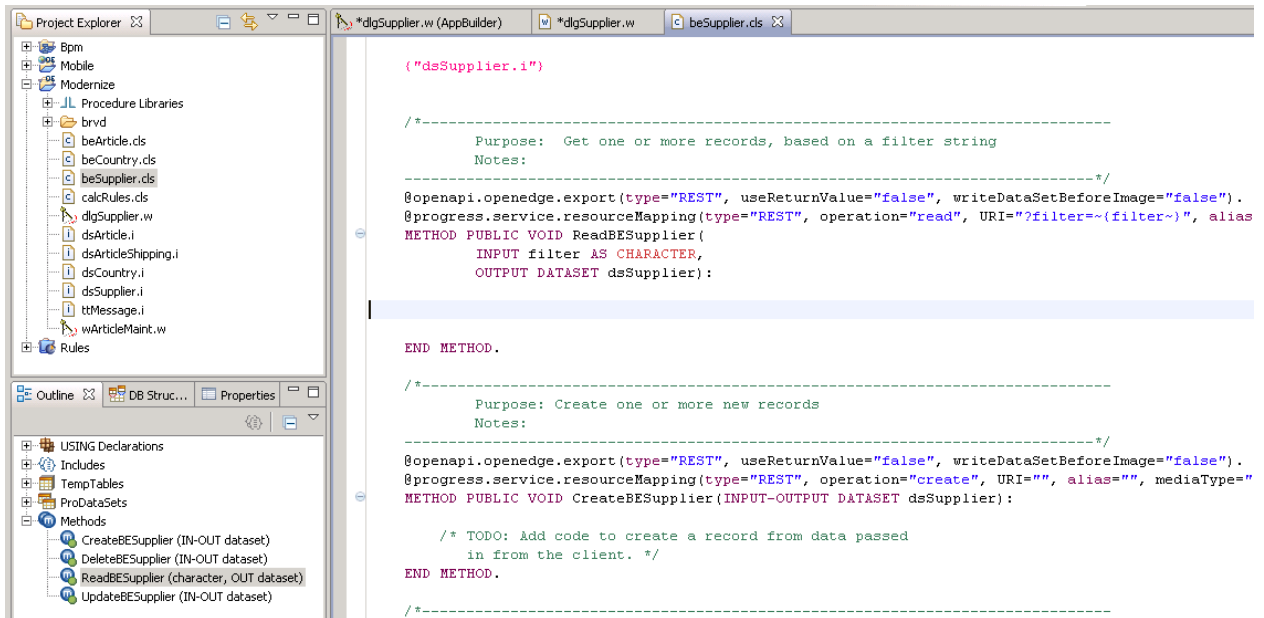 Project Explorer
Bpm
Mobile
Modernize
Procedure Libraries
brvd
beArticle.cls
beCountry.cls
beSupplier.cls
calcRules.cls
dlgSupplier.w
dsArticle.i
dsArticleShipping.i
dsCountry.i
dsSupplier.i
ttMessage.i
wArticleMaint.w
Rules
Outline DB Struc... Properties
USING Declarations
Includes
TempTables
ProDataSets
Methods
CreateBESupplier (IN-OUT dataset)
DeleteBESupplier (IN-OUT dataset)
ReadBESupplier (character, OUT dataset)
UpdateBESupplier (IN-OUT dataset)
*dlgSupplier.w (AppBuilder) *dlgSupplier.w beSupplier.cls
{"dsSupplier.i"}
/*------------------------------------------------------------------------------
Purpose: Get one or more records, based on a filter string
Notes:
------------------------------------------------------------------------------*/
@openapi.openedge.export(type="REST", useReturnValue="false", writeDataSetBeforeImage="false").
@progress.service.resourceMapping(type="REST", operation="read", URI="?filter=~{filter~}", alias
METHOD PUBLIC VOID ReadBESupplier(
INPUT filter AS CHARACTER,
OUTPUT DATASET dsSupplier):
END METHOD.
/*------------------------------------------------------------------------------
Purpose: Create one or more new records
Notes:
------------------------------------------------------------------------------*/
@openapi.openedge.export(type="REST", useReturnValue="false", writeDataSetBeforeImage="false").
@progress.service.resourceMapping(type="REST", operation="create", URI="", alias="", mediaType="
METHOD PUBLIC VOID CreateBESupplier(INPUT-OUTPUT DATASET dsSupplier):
/* TODO: Add code to create a record from data passed
in from the client. */
END METHOD.
/*------------------------------------------------------------------------------